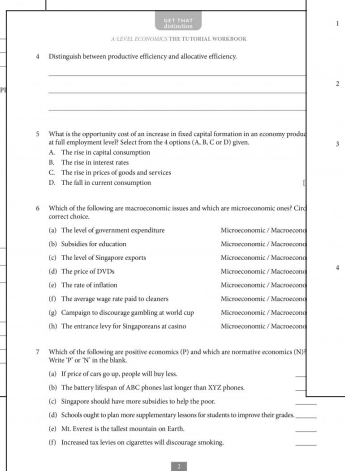 GET THAT
distinction
A-LEVEL ECONOMICS THE TUTORIAL WORKBOOK
4 Distinguish between productive efficiency and allocative efficiency.
5 What is the opportunity cost of an increase in fixed capital formation in an economy produc
at full employment level? Select from the 4 options (A, B, C or D) given.
A. The rise in capital consumption
B. The rise in interest rates
C. The rise in prices of goods and services
D. The fall in current consumption [
6 Which of the following are macroeconomic issues and which are microeconomic ones? Circ
correct choice.
(a) The level of government expenditure Microeconomic / Macroecono
(b) Subsidies for education Microeconomic / Macroecono
(c) The level of Singapore exports Microeconomic / Macroecono
(d) The price of DVDs Microeconomic / Macroecono
(e) The rate of inflation Microeconomic / Macroecono
(f) The average wage rate paid to cleaners Microeconomic / Macroecono
(g) Campaign to discourage gambling at world cup Microeconomic / Macroecono
(h) The entrance levy for Singaporeans at casino Microeconomic / Macroecono
7 Which of the following are positive economics (P) and which are normative economics (N)?
Write 'P' or 'N' in the blank.
(a) If price of cars go up, people will buy less.
(b) The battery lifespan of ABC phones last longer than XYZ phones.
(c) Singapore should have more subsidies to help the poor.
(d) Schools ought to plan more supplementary lessons for students to improve their grades.
(e) Mt. Everest is the tallest mountain on Earth.
(f) Increased tax levies on cigarettes will discourage smoking.
2
1
2
3
4